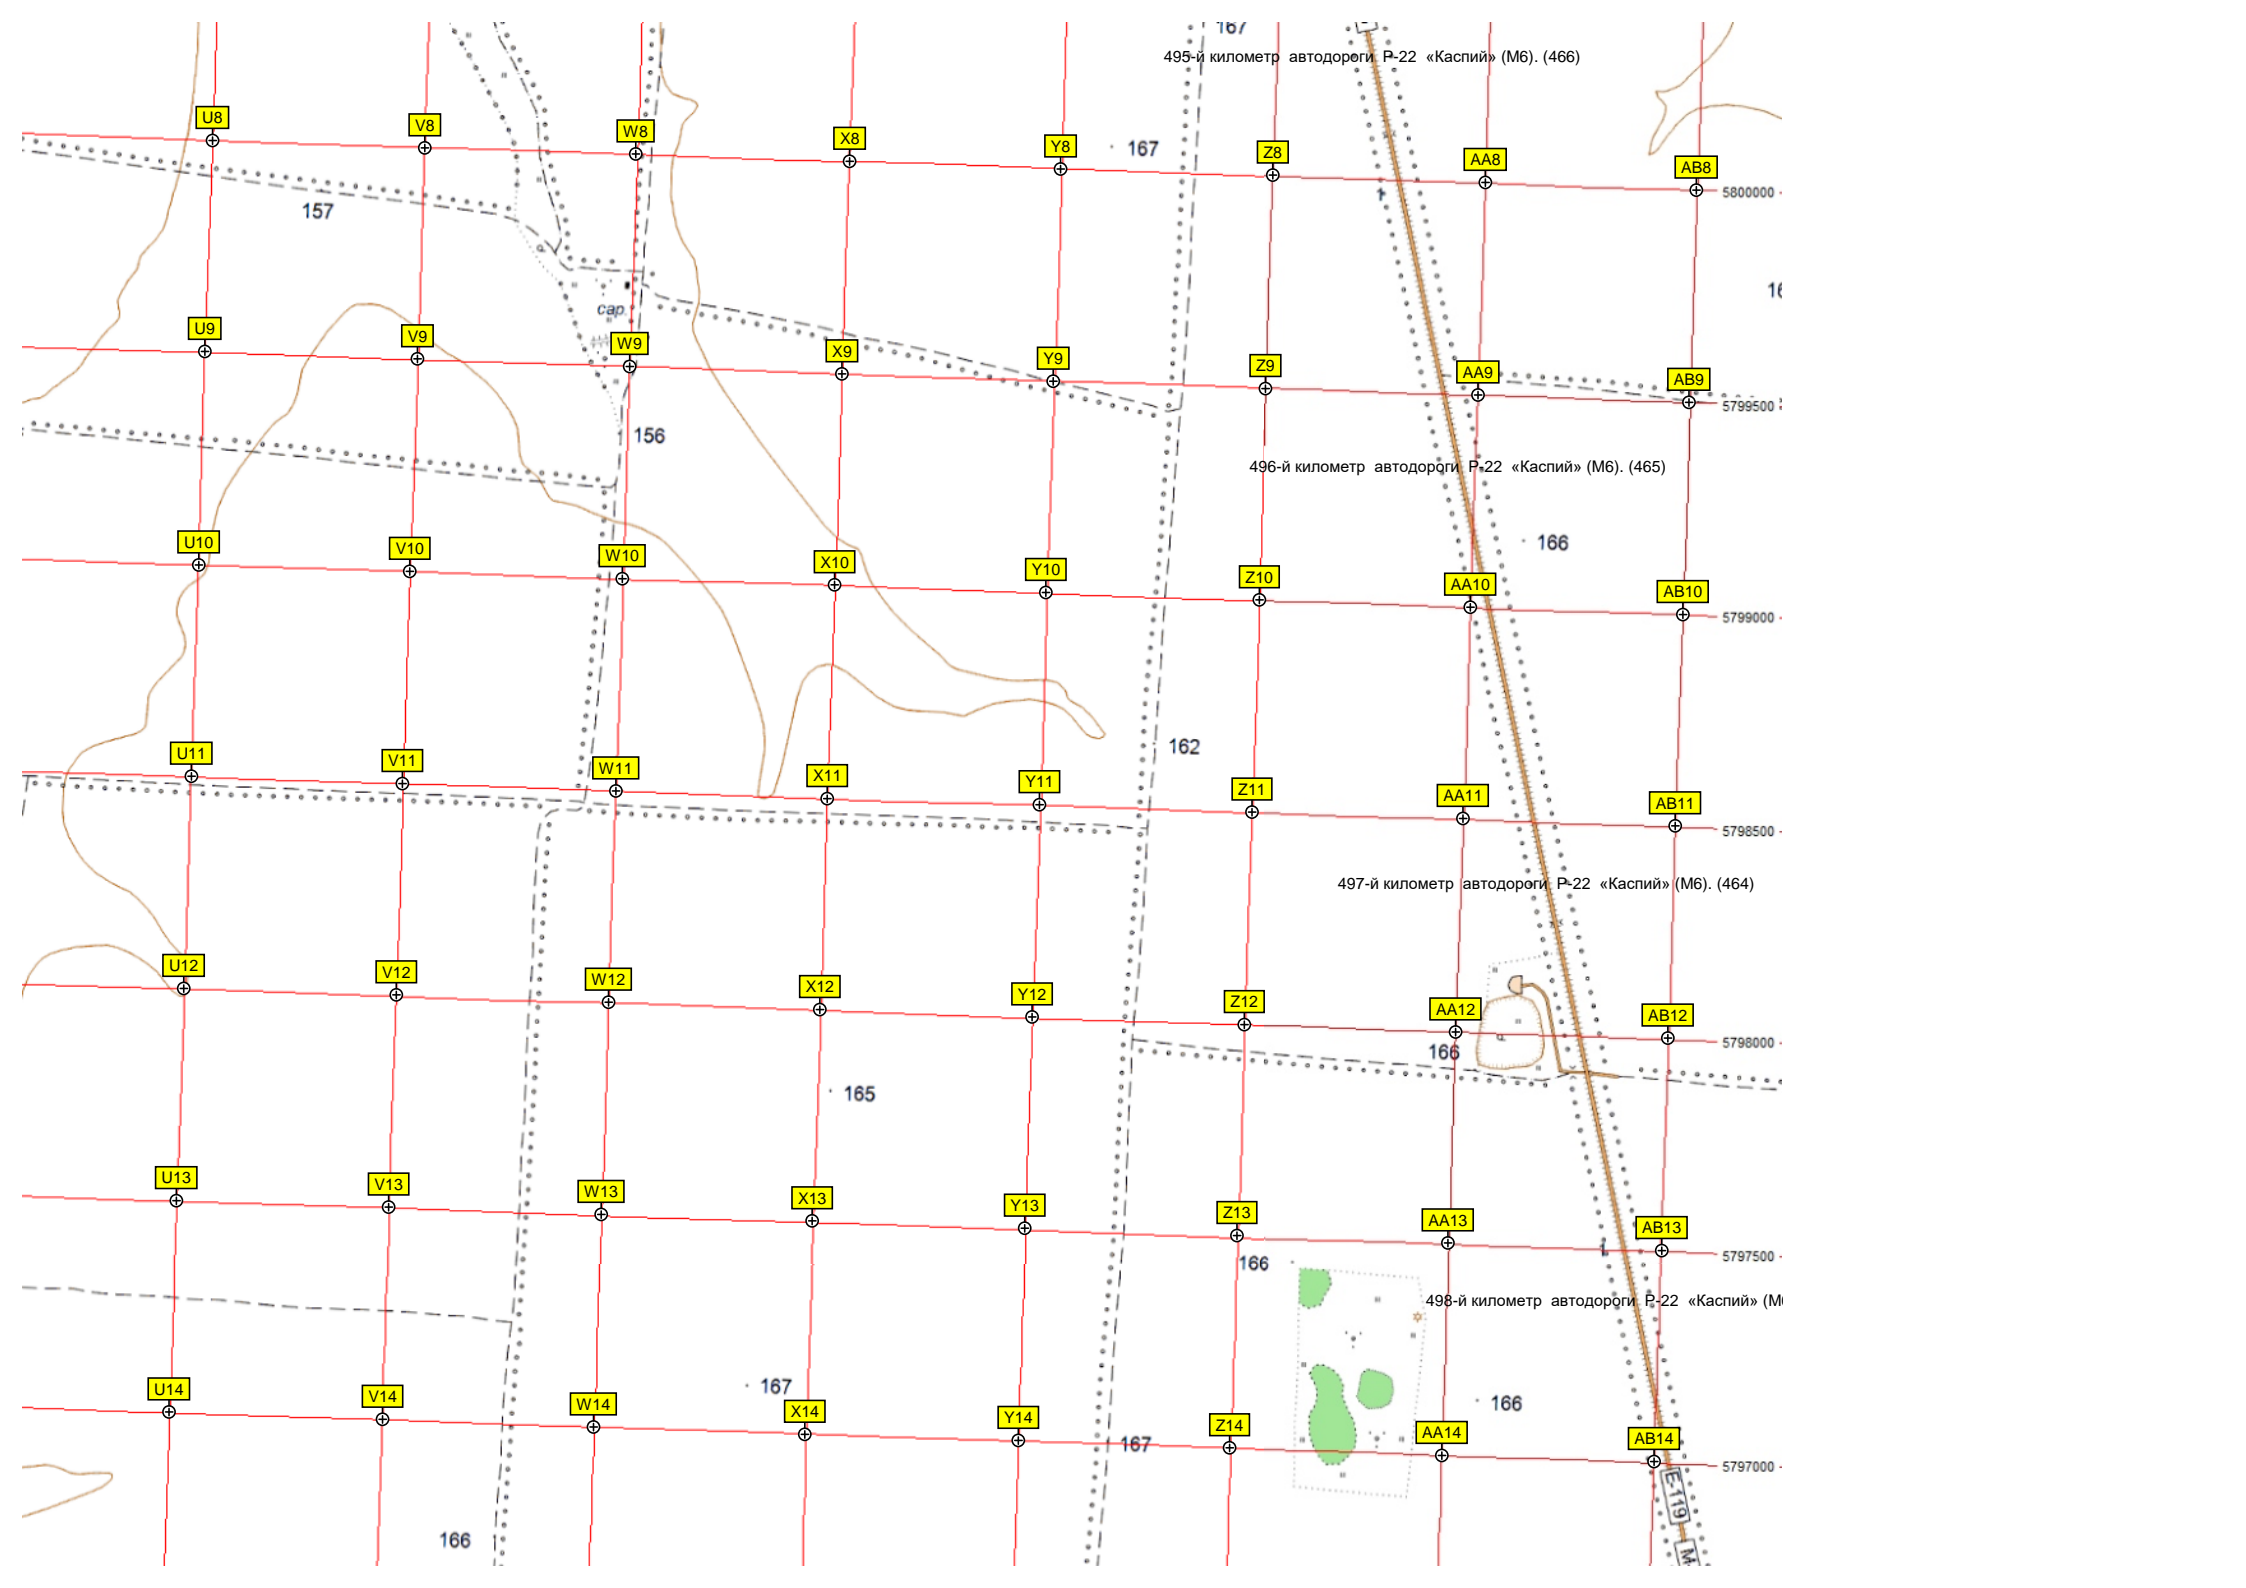 167
495-й километр автодороги Р-22 «Каспий» (М6). (466)
U8 V8 W8 X8 Y8 167 Z8 AA8 AB8
5800000
157
16
сар.
U9 V9 W9 X9 Y9 Z9 AA9 AB9
5799500
156
496-й километр автодороги Р-22 «Каспий» (М6). (465)
166
U10 V10 W10 X10 Y10 Z10 AA10 AB10
5799000
162
U11 V11 W11 X11 Y11 Z11 AA11 AB11
5798500
497-й километр автодороги Р-22 «Каспий» (М6). (464)
U12 V12 W12 X12 Y12 Z12 AA12 AB12
5798000
166
165
U13 V13 W13 X13 Y13 Z13 AA13 AB13
5797500
166
498-й километр автодороги Р-22 «Каспий» (М6
167
166
U14 V14 W14 X14 Y14 Z14 AA14 AB14
167
5797000
E-119
166
М